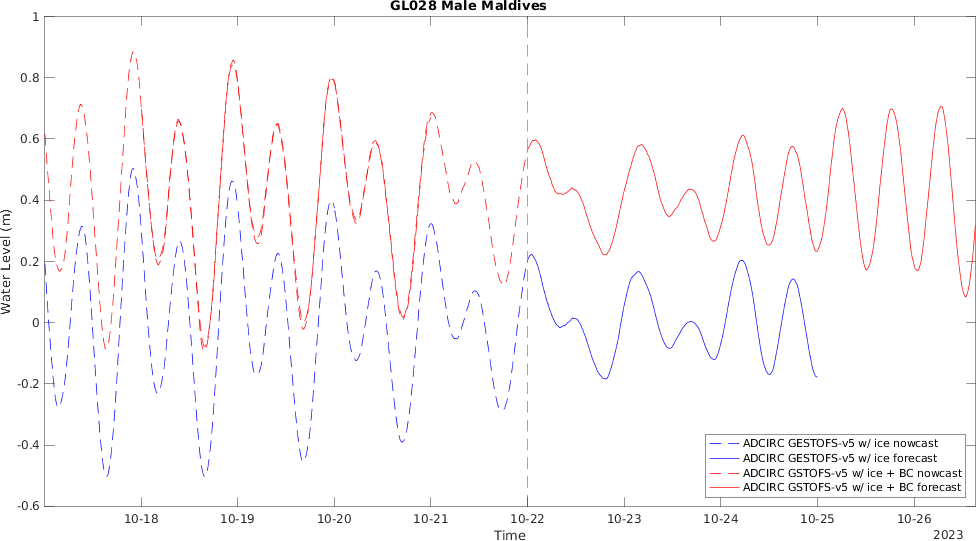 GL028 Male Maldives
Water Level (m)
1
0.8
0.6
0.4
0.2
0
-0.2
-0.4
-0.6
ADCIRC GESTOFS-v5 w/ ice nowcast
ADCIRC GESTOFS-v5 w/ ice forecast
ADCIRC GSTOFS-v5 w/ ice + BC nowcast
ADCIRC GSTOFS-v5 w/ ice + BC forecast
10-18 10-19 10-20 10-21 10-22 10-23 10-24 10-25 10-26
Time
2023